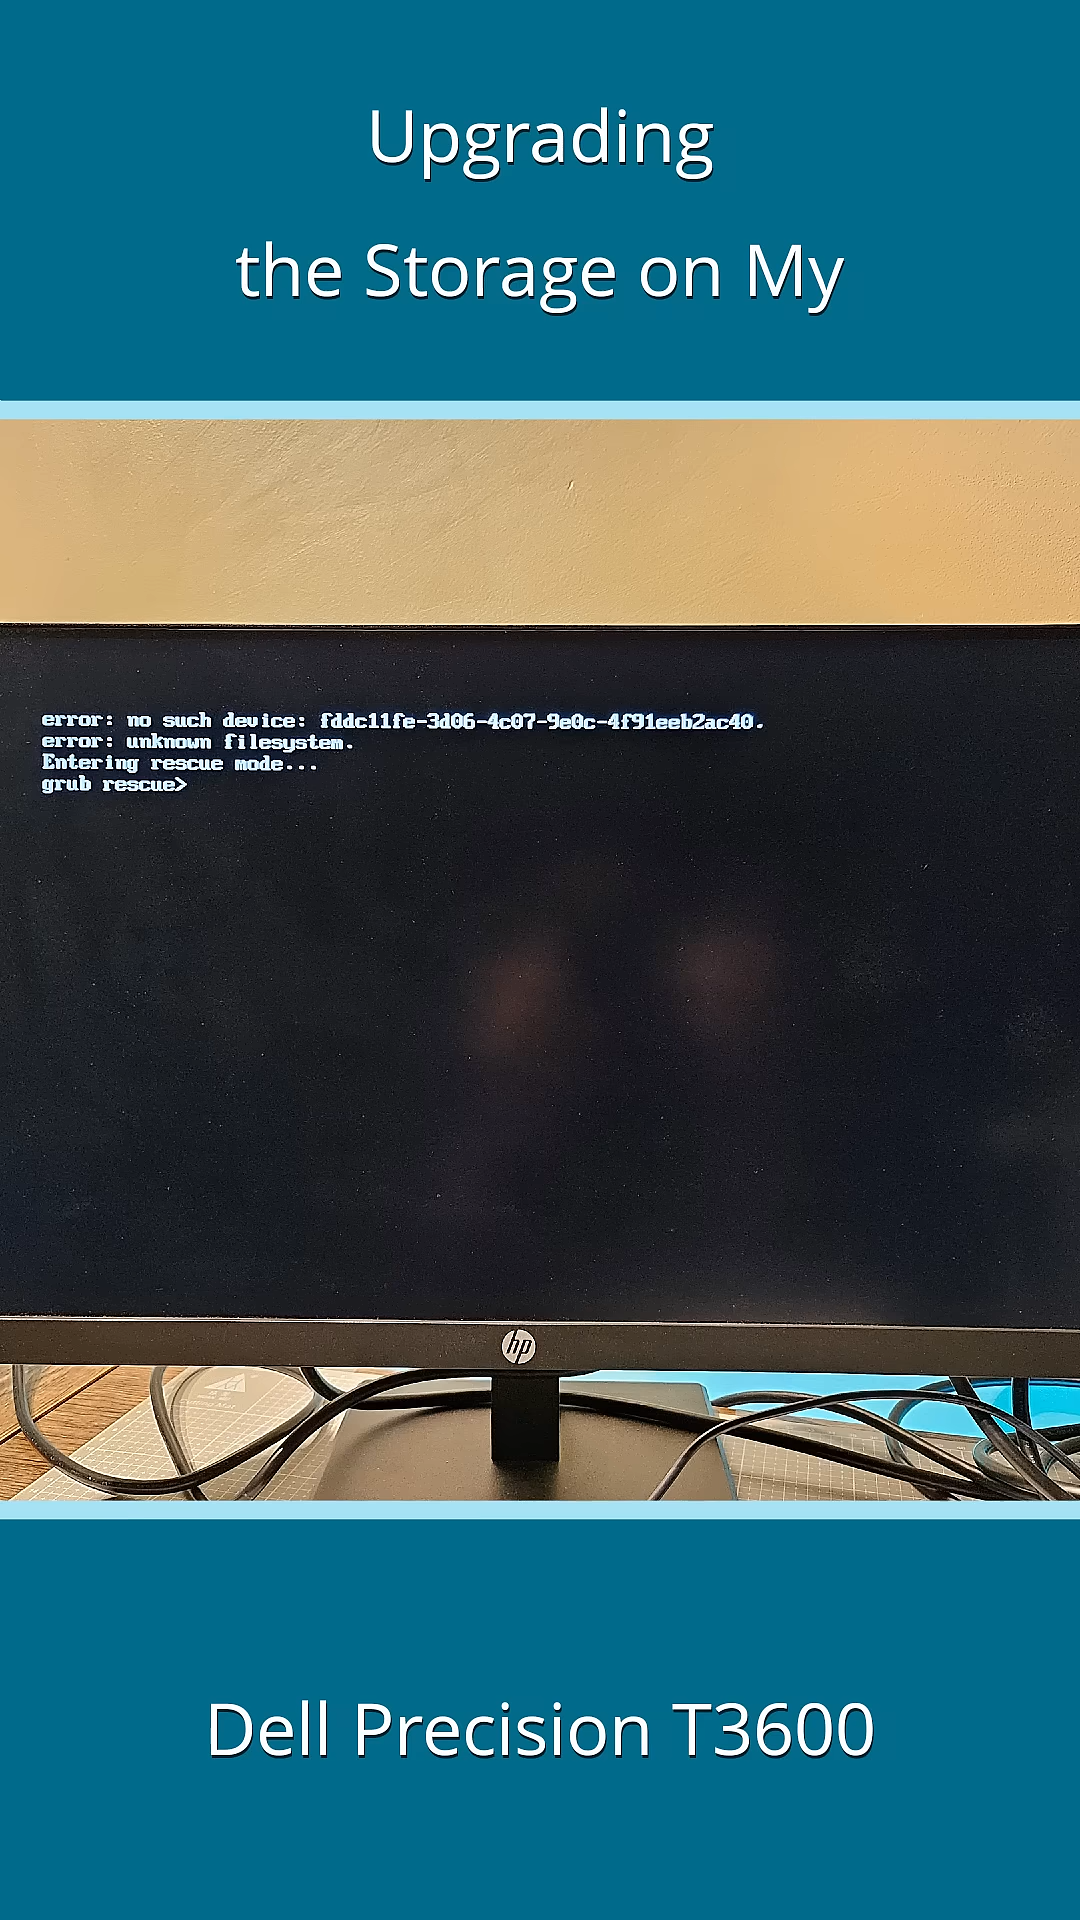 Upgrading
the Storage on My
error: no such device: fddc11fe-3d06-4c07-9e0c-4f91eeb2ac40.
error: unknown filesystem.
Entering rescue mode...
grub rescue>
hp
Dell Precision T3600